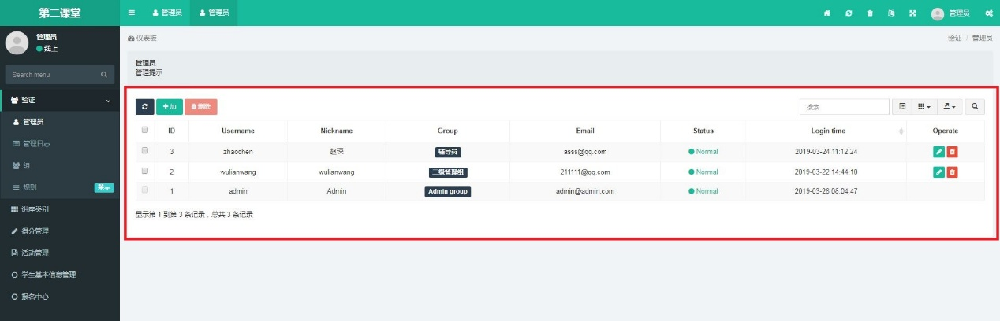 第二课堂
管理员
管理员
管理员
管理员
线上
Search menu
验证
管理员
管理日志
组
规则
菜单
讲座类别
得分管理
活动管理
学生基本信息管理
报名中心
仪表板
验证 / 管理员
管理员
管理提示
加
删除
搜索
ID Username Nickname Group Email Status Login time Operate
3 zhaochen 赵琛 辅导员 asss@qq.com Normal 2019-03-24 11:12:24
2 wulianwang wulianwang 二级管理组 211111@qq.com Normal 2019-03-22 14:44:10
1 admin Admin Admin group admin@admin.com Normal 2019-03-28 08:04:47
显示第 1 到第 3 条记录，总共 3 条记录